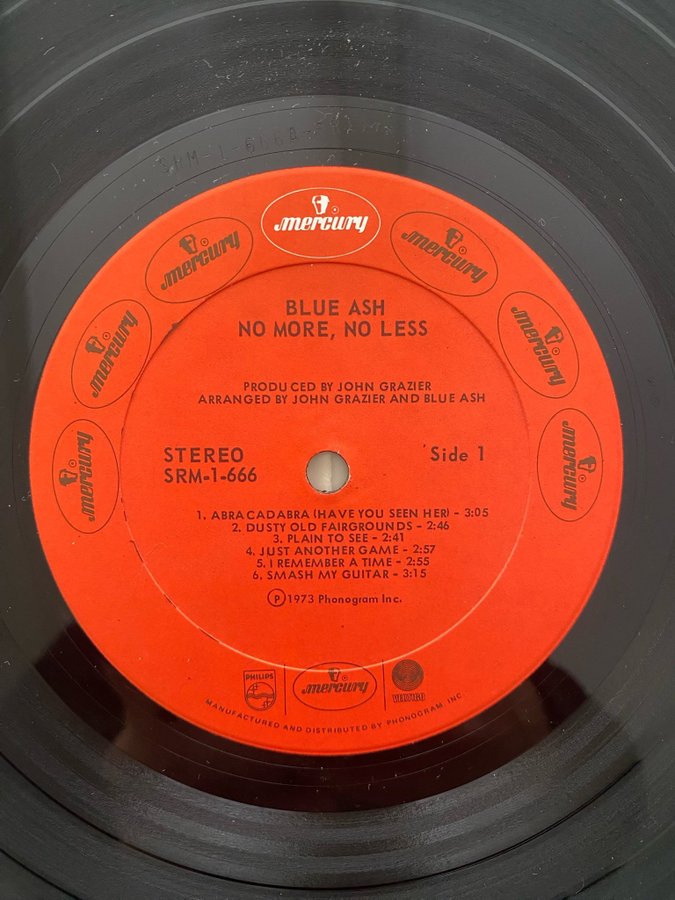 SRM-1-666
mercury
mercury
mercury
mercury
mercury
mercury
mercury
BLUE ASH
NO MORE, NO LESS
PRODUCED BY JOHN GRAZIER
ARRANGED BY JOHN GRAZIER AND BLUE ASH
STEREO
SRM-1-666
Side 1
1. ABRACADABRA (HAVE YOU SEEN HER) - 3:05
2. DUSTY OLD FAIRGROUNDS - 2:46
3. PLAIN TO SEE - 2:41
4. JUST ANOTHER GAME - 2:57
5. I REMEMBER A TIME - 2:55
6. SMASH MY GUITAR - 3:15
Ⓟ1973 Phonogram Inc.
PHILIPS
mercury
VERTIGO
MANUFACTURED AND DISTRIBUTED BY PHONOGRAM, INC.